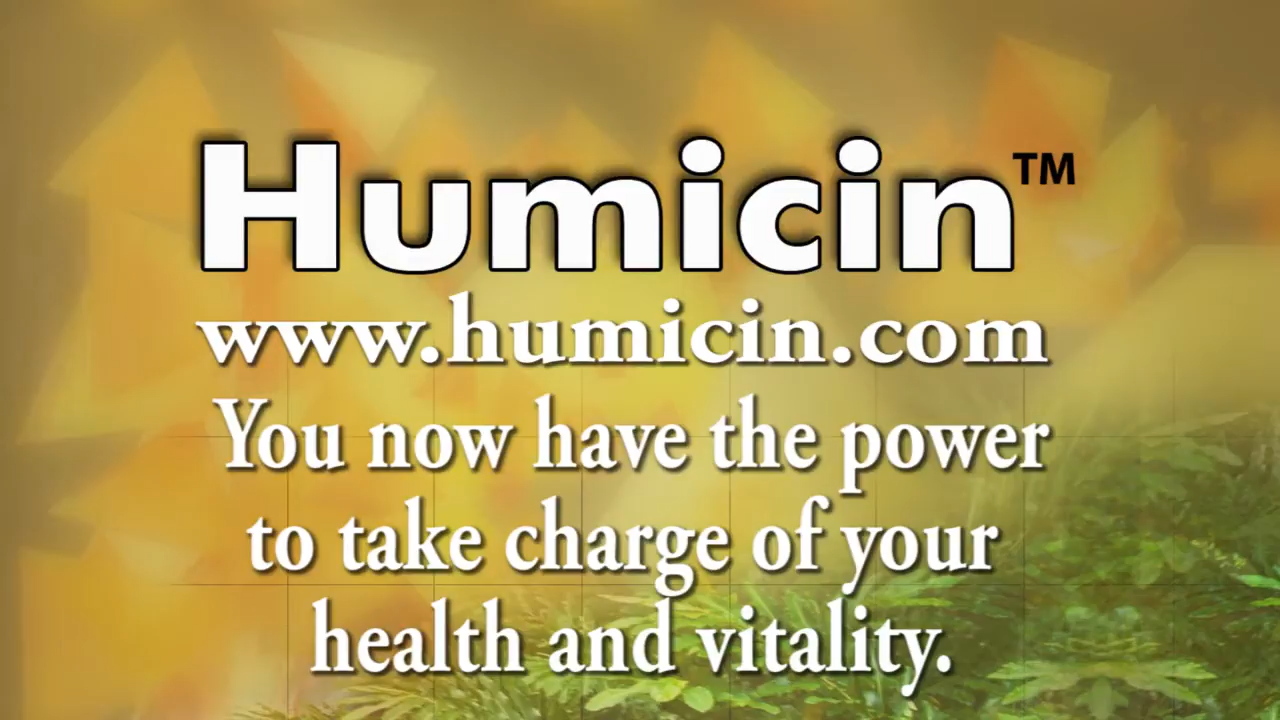 Humicin™
www.humicin.com
You now have the power
to take charge of your
health and vitality.